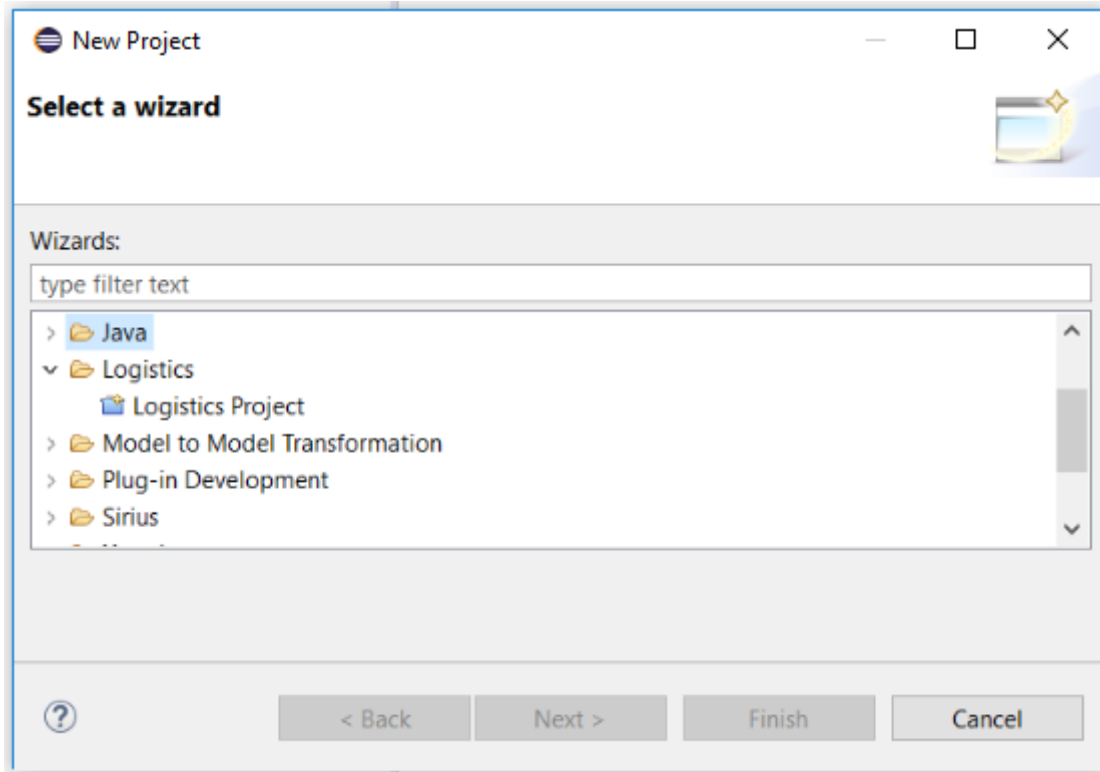 New Project
Select a wizard
Wizards:
type filter text
Java
Logistics
Logistics Project
Model to Model Transformation
Plug-in Development
Sirius
< Back Next > Finish Cancel